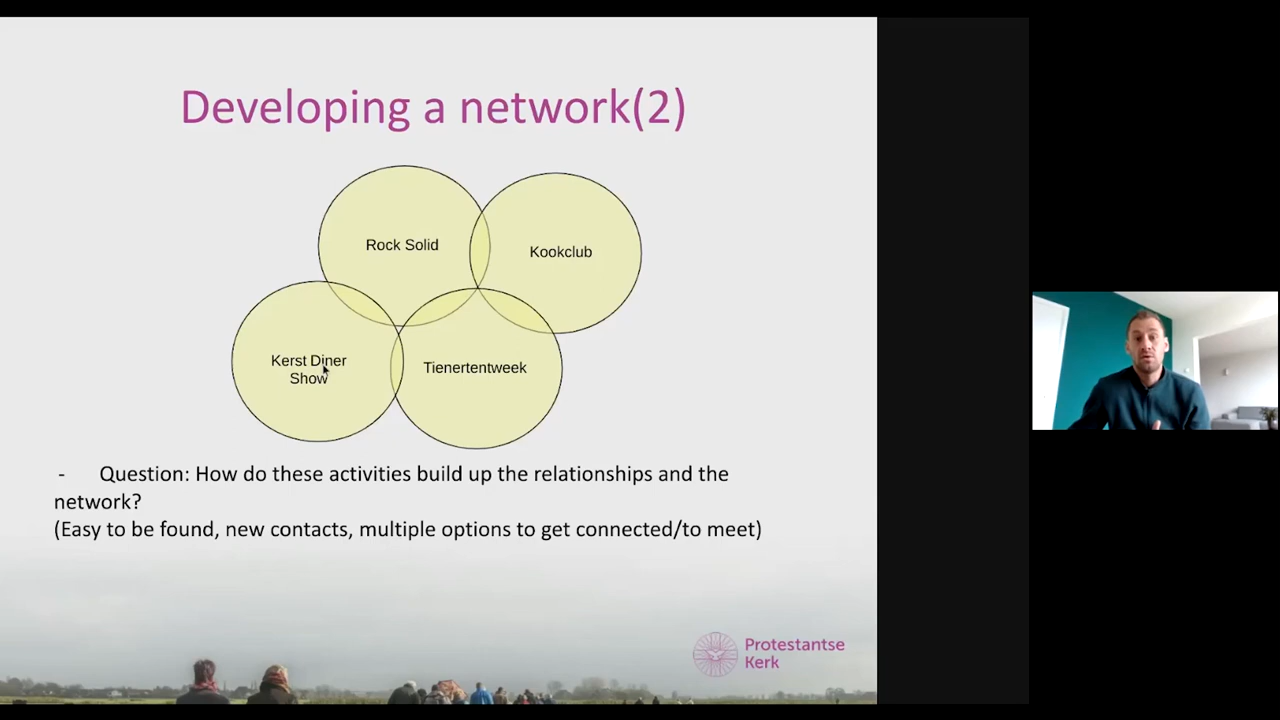 Developing a network(2)
Rock Solid
Kookclub
Kerst Diner
Show
Tienertentweek
- Question: How do these activities build up the relationships and the
network?
(Easy to be found, new contacts, multiple options to get connected/to meet)
Protestantse
Kerk